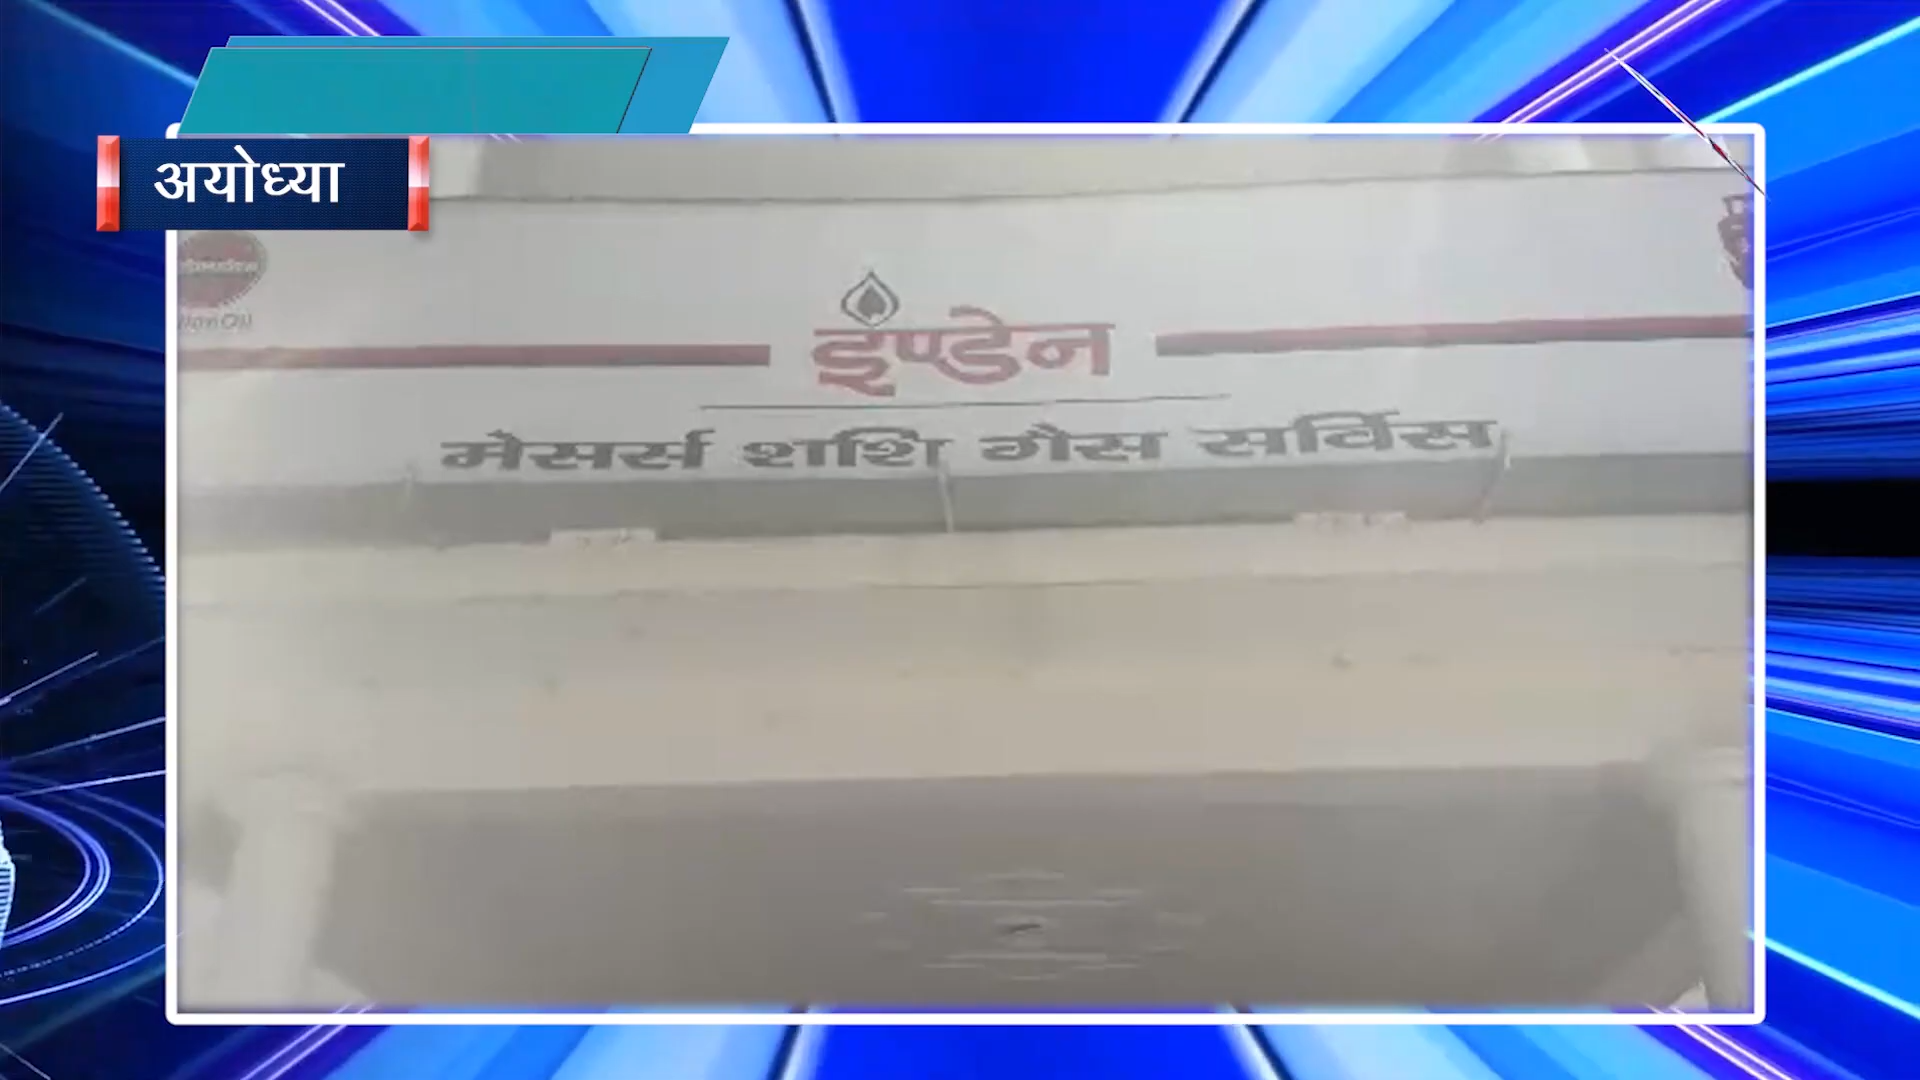 अयोध्या
इण्डेन
मेसर्स शशि गैस सर्विस